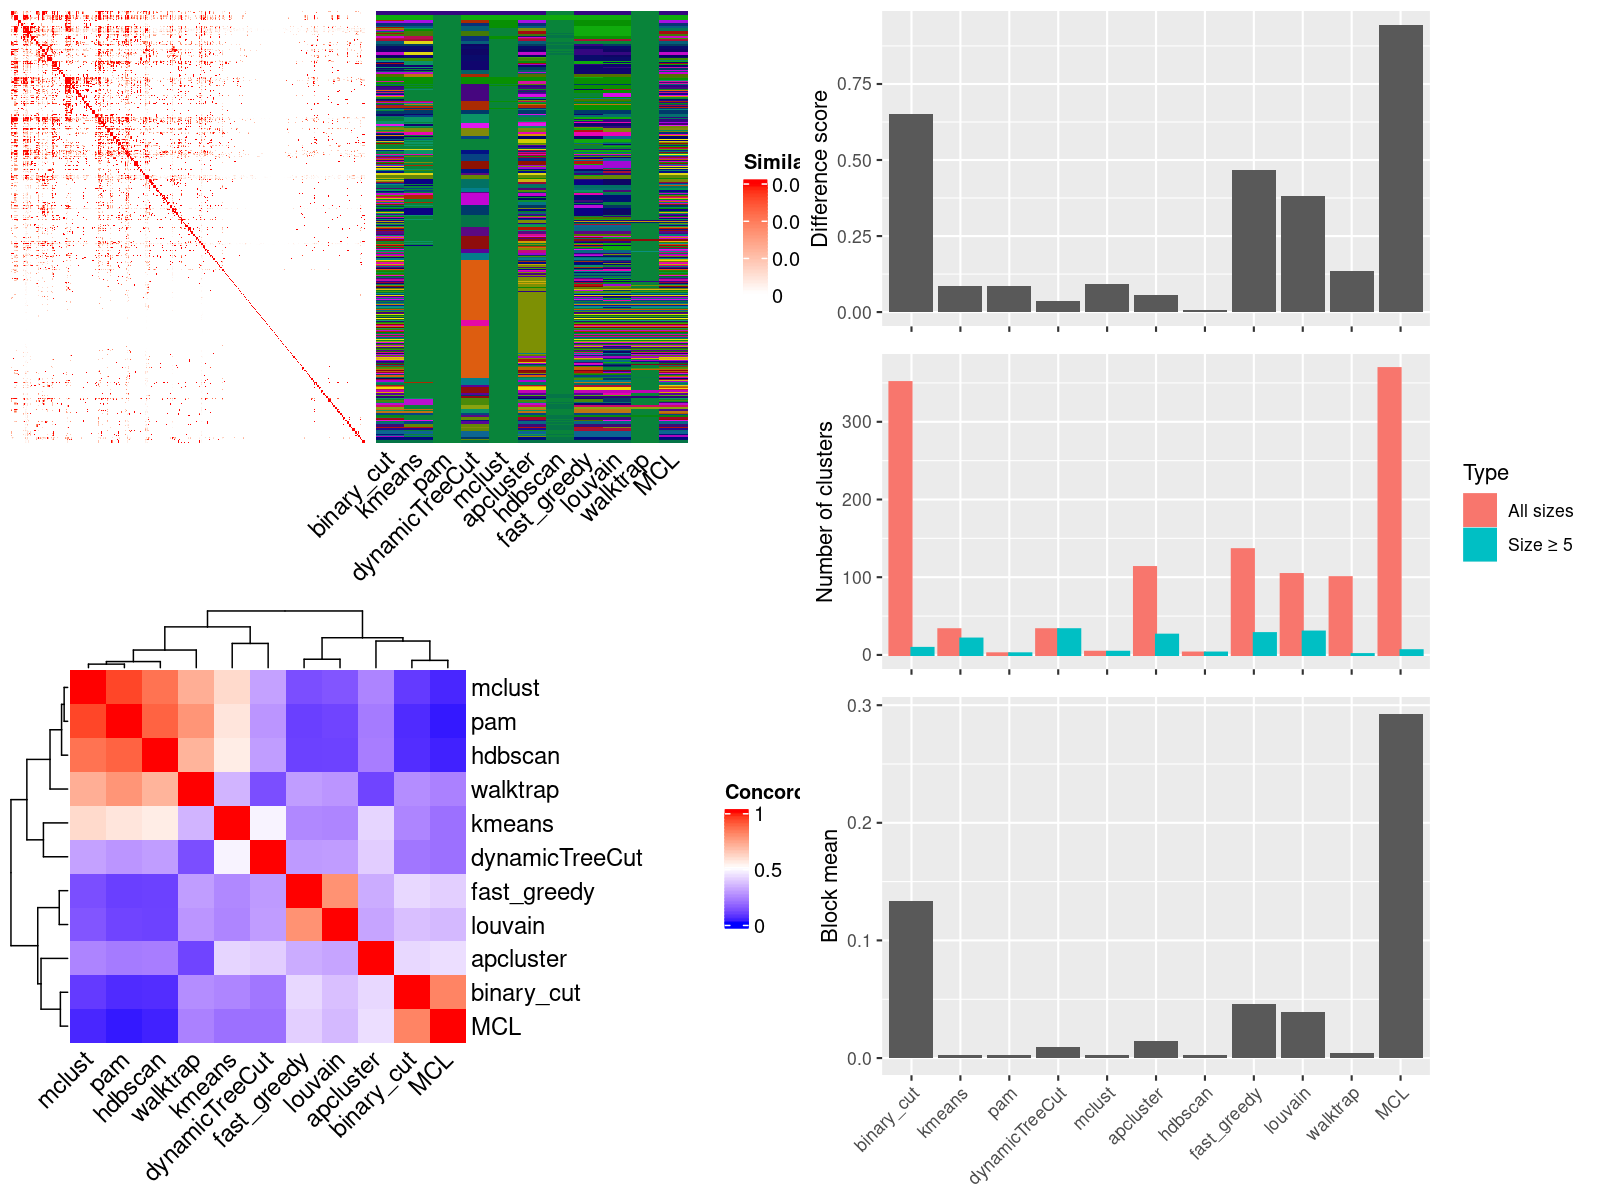 Simila
0.0
0.0
0.0
0
binary_cut
kmeans
pam
dynamicTreeCut
mclust
apcluster
hdbscan
fast_greedy
louvain
walktrap
MCL
mclust
pam
hdbscan
walktrap
kmeans
dynamicTreeCut
fast_greedy
louvain
apcluster
binary_cut
MCL
mclust
pam
hdbscan
walktrap
kmeans
dynamicTreeCut
fast_greedy
louvain
apcluster
binary_cut
MCL
Concord
1
0.5
0
Difference score
0.75
0.50
0.25
0.00
Number of clusters
300
200
100
0
Type
All sizes
Size ≥ 5
Block mean
0.3
0.2
0.1
0.0
binary_cut
kmeans
pam
dynamicTreeCut
mclust
apcluster
hdbscan
fast_greedy
louvain
walktrap
MCL